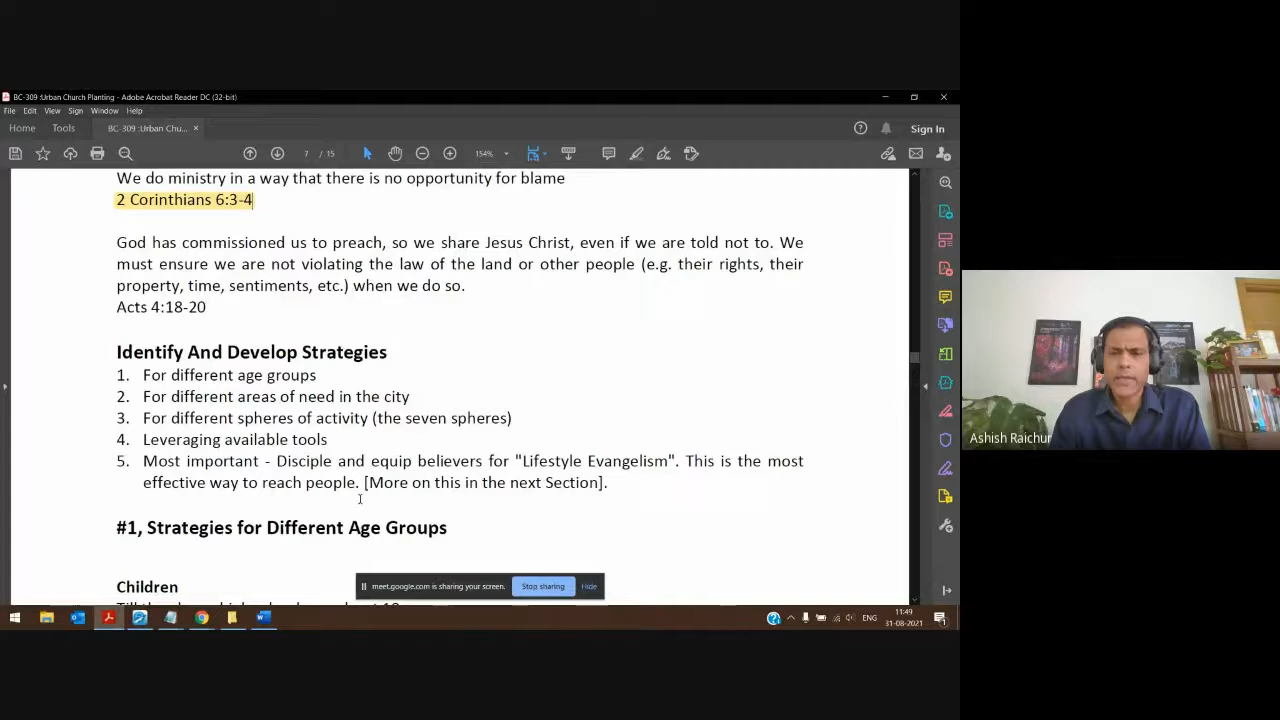 BC-309 :Urban Church Planting - Adobe Acrobat Reader DC (32-bit)
File Edit View Sign Window Help
Home Tools BC-309 :Urban Chu... × Sign In
7 / 15 154%
We do ministry in a way that there is no opportunity for blame
2 Corinthians 6:3-4
God has commissioned us to preach, so we share Jesus Christ, even if we are told not to. We
must ensure we are not violating the law of the land or other people (e.g. their rights, their
property, time, sentiments, etc.) when we do so.
Acts 4:18-20
Identify And Develop Strategies
1. For different age groups
2. For different areas of need in the city
3. For different spheres of activity (the seven spheres)
4. Leveraging available tools
5. Most important - Disciple and equip believers for "Lifestyle Evangelism". This is the most
effective way to reach people. [More on this in the next Section].
#1, Strategies for Different Age Groups
Children
meet.google.com is sharing your screen. Stop sharing Hide
Ashish Raichur
ENG
11:49
31-08-2021